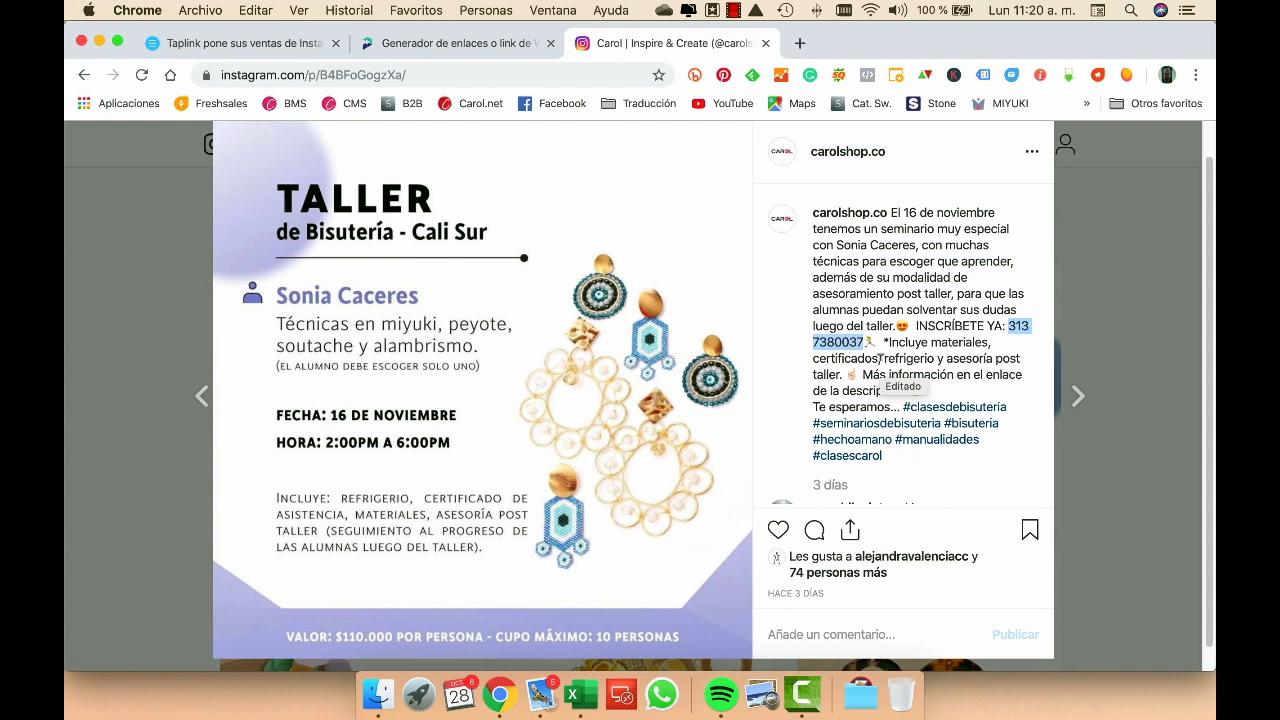 Chrome Archivo Editar Ver Historial Favoritos Personas Ventana Ayuda 100 % Lun 11:20 a. m.
Taplink pone sus ventas de Insta
Generador de enlaces o link de W
Carol | Inspire & Create (@carols
instagram.com/p/B4BFoGogzXa/
Aplicaciones Freshsales BMS CMS B2B Carol.net Facebook Traducción YouTube Maps Cat. Sw. Stone MIYUKI » Otros favoritos
TALLER
de Bisutería - Cali Sur
Sonia Caceres
Técnicas en miyuki, peyote,
soutache y alambrismo.
(EL ALUMNO DEBE ESCOGER SOLO UNO)
FECHA: 16 DE NOVIEMBRE
HORA: 2:00PM A 6:00PM
INCLUYE: REFRIGERIO, CERTIFICADO DE
ASISTENCIA, MATERIALES, ASESORÍA POST
TALLER (SEGUIMIENTO AL PROGRESO DE
LAS ALUMNAS LUEGO DEL TALLER).
VALOR: $110.000 POR PERSONA - CUPO MÁXIMO: 10 PERSONAS
CAROL
carolshop.co
CAROL
carolshop.co El 16 de noviembre
tenemos un seminario muy especial
con Sonia Caceres, con muchas
técnicas para escoger que aprender,
además de su modalidad de
asesoramiento post taller, para que las
alumnas puedan solventar sus dudas
luego del taller.😍 INSCRÍBETE YA: 313
7380037🏃 *Incluye materiales,
certificados, refrigerio y asesoría post
taller. ☝🏻 Más información en el enlace
de la descrip
Editado
Te esperamos... #clasesdebisuteria
#seminariosdebisuteria #bisuteria
#hechoamano #manualidades
#clasescarol
3 días
Les gusta a alejandravalenciacc y
74 personas más
HACE 3 DÍAS
Añade un comentario... Publicar
OCT
28
6
5